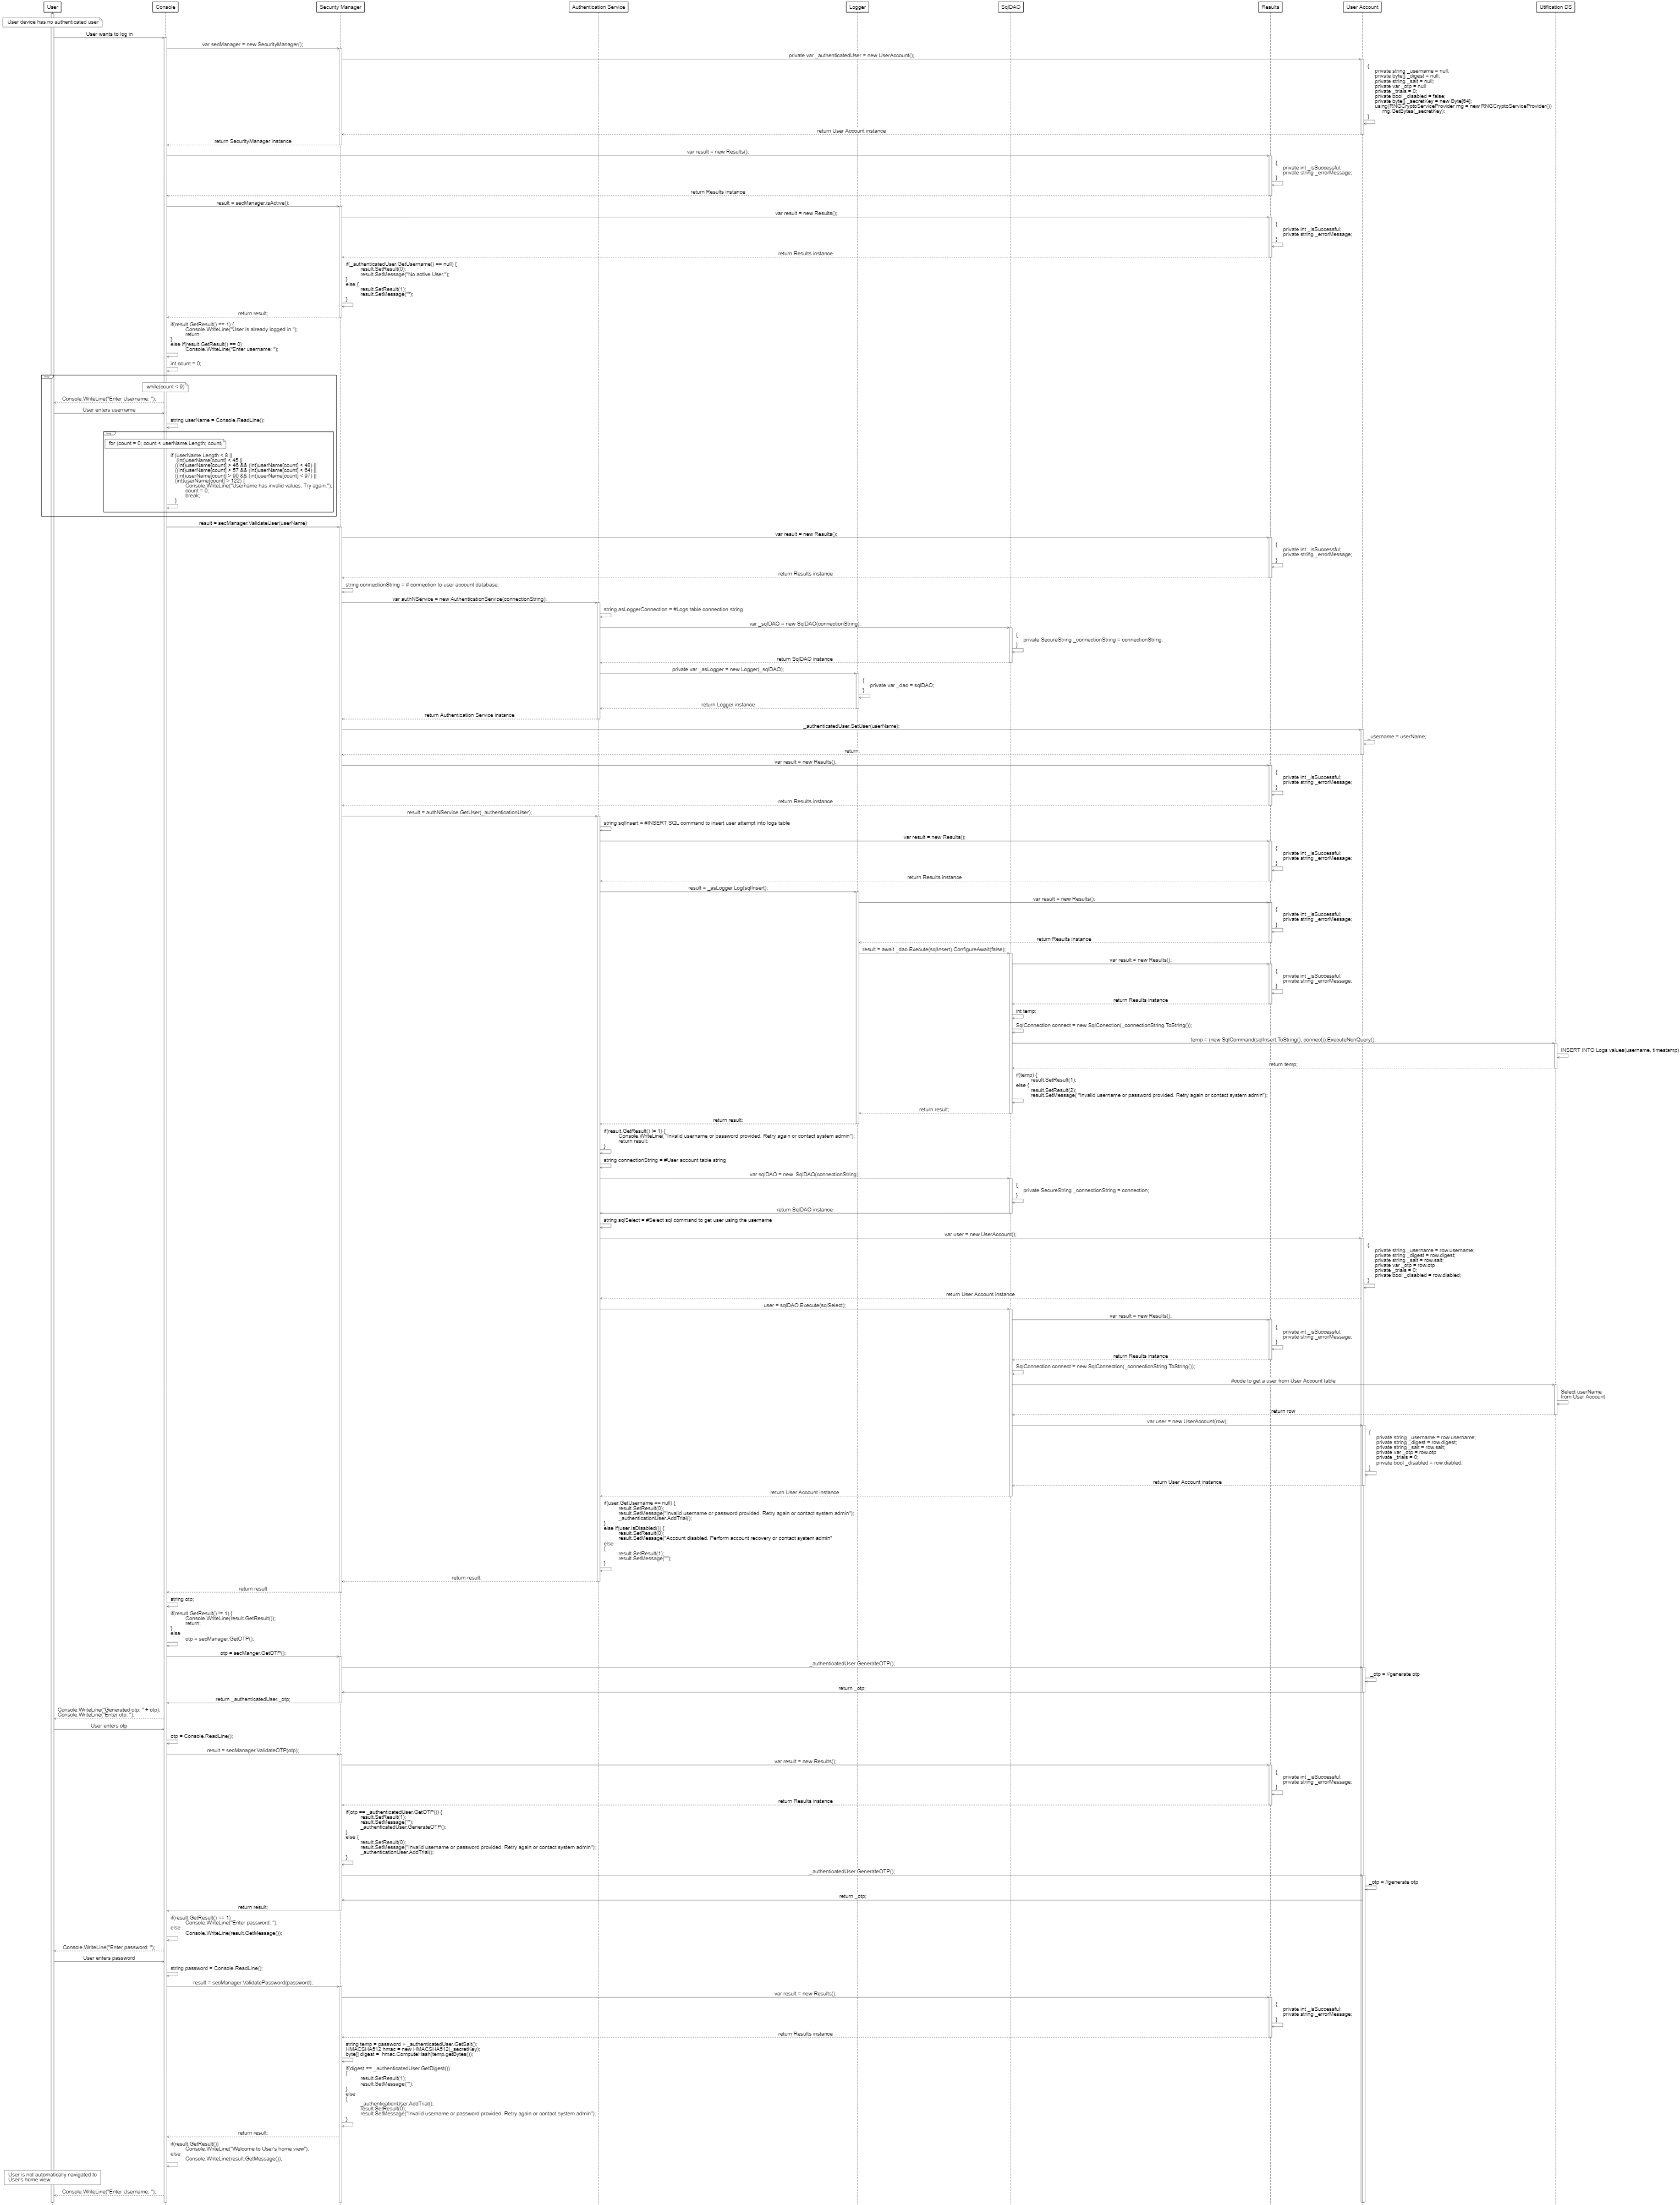 User
Console
Security Manager
Authentication Service
Logger
SqlDAO
Results
User Account
Utification DS
User device has no authenticated user
User wants to log in
var secManager = new SecurityManager();
private var _authenticatedUser = new UserAccount();
{
private string _username = null;
private byte[] _digest = null;
private string _salt = null;
private var _otp = null
private _trials = 0;
private bool _disabled = false;
private byte[] _secretKey = new Byte[64];
using(RNGCryptoServiceProvider rng = new RNGCryptoServiceProvider())
rng.GetBytes(_secretKey);
}
return User Account instance
return SecurityManager instance
var result = new Results();
{
private int _isSuccessful;
private string _errorMessage;
}
return Results instance
result = secManager.isActive();
var result = new Results();
{
private int _isSuccessful;
private string _errorMessage;
}
return Results instance
if(_authenticatedUser.GetUsername() == null) {
result.SetResult(0);
result.SetMessage("No active User.");
}
else {
result.SetResult(1);
result.SetMessage("");
}
return result;
if(result.GetResult() == 1) {
Console.WriteLine("User is already logged in.");
return;
}
else if(result.GetResult() == 0)
Console.WriteLine("Enter username: ");
int count = 0;
while(count < 9)
Console.WriteLine("Enter Username: ");
User enters username
string userName = Console.ReadLine();
for (count = 0; count < userName.Length; count
if (userName.Length < 8 ||
(int)userName[count] < 45 ||
((int)userName[count] > 46 && (int)userName[count] < 48) ||
((int)userName[count] > 57 && (int)userName[count] < 64) ||
((int)userName[count] > 90 && (int)userName[count] < 97) ||
(int)userName[count] > 122) {
Console.WriteLine("Username has invalid values. Try again.");
count = 0;
break;
}
result = secManager.ValidateUser(userName)
var result = new Results();
{
private int _isSuccessful;
private string _errorMessage;
}
return Results instance
string connectionString = # connection to user account database;
var authNService = new AuthenticationService(connectionString);
string asLoggerConnection = #Logs table connection string
var _sqlDAO = new SqlDAO(connectionString);
{
private SecureString _connectionString = connectionString;
}
return SqlDAO instance
private var _asLogger = new Logger(_sqlDAO);
{
private var _dao = sqlDAO;
}
return Logger instance
return Authentication Service instance
_authenticatedUser.SetUser(userName);
_username = userName;
return;
var result = new Results();
{
private int _isSuccessful;
private string _errorMessage;
}
return Results instance
result = authNService.GetUser(_authenticationUser);
string sqlInsert = #INSERT SQL command to insert user attempt into logs table
var result = new Results();
{
private int _isSuccessful;
private string _errorMessage;
}
return Results instance
result = _asLogger.Log(sqlInsert);
var result = new Results();
{
private int _isSuccessful;
private string _errorMessage;
}
return Results instance
result = await _dao.Execute(sqlInsert).ConfigureAwait(false);
var result = new Results();
{
private int _isSuccessful;
private string _errorMessage;
}
return Results instance
int temp;
SqlConnection connect = new SqlConection(_connectionString.ToString());
temp = (new SqlCommand(sqlInsert.ToString(), connect)).ExecuteNonQuery();
INSERT INTO Logs values(username, timestamp)
return temp;
if(temp) {
result.SetResult(1);
else {
result.SetResult(2);
result.SetMessage( "Invalid username or password provided. Retry again or contact system admin");
return result;
return result;
if(result.GetResult() != 1) {
Console.WriteLine( "Invalid username or password provided. Retry again or contact system admin");
return result;
}
string connectionString = #User account table string
var sqlDAO = new SqlDAO(connectionString);
{
private SecureString _connectionString = connection;
}
return SqlDAO instance
string sqlSelect = #Select sql command to get user using the username
var user = new UserAccount();
{
private string _username = row.username;
private string _digest = row.digest;
private string _salt = row.salt;
private var _otp = row.otp
private _trials = 0;
private bool _disabled = row.diabled;
}
return User Account instance
user = sqlDAO.Execute(sqlSelect);
var result = new Results();
{
private int _isSuccessful;
private string _errorMessage;
}
return Results instance
SqlConnection connect = new SqlConnection(_connectionString.ToString());
#code to get a user from User Account table
Select userName
from User Account
return row
var user = new UserAccount(row);
{
private string _username = row.username;
private string _digest = row.digest;
private string _salt = row.salt;
private var _otp = row.otp
private _trials = 0;
private bool _disabled = row.diabled;
}
return User Account instance
return User Account instance
if(user.GetUsername == null) {
result.SetResult(0);
result.SetMessage("Invalid username or password provided. Retry again or contact system admin");
_authenticationUser.AddTrial();
}
else if(user.IsDisabled()) {
result.SetResult(0);
result.SetMessage("Account disabled. Perform account recovery or contact system admin"
else
{
result.SetResult(1);
result.SetMessage("");
}
return result;
return result
string otp;
if(result.GetResult() != 1) {
Console.WriteLine(result.GetResult());
return;
}
else
otp = secManager.GetOTP();
otp = secManger.GetOTP();
_authenticatedUser.GenerateOTP();
_otp = //generate otp
return _otp;
return _authenticatedUser._otp;
Console.WriteLine("Generated otp: " + otp);
Console.WriteLine("Enter otp: ");
User enters otp
otp = Console.ReadLine();
result = secManager.ValidateOTP(otp);
var result = new Results();
{
private int _isSuccessful;
private string _errorMessage;
}
return Results instance
if(otp == _authenticatedUser.GetOTP()) {
result.SetResult(1);
result.SetMessage("");
_authenticatedUser.GenerateOTP();
}
else {
result.SetResult(0);
result.SetMessage("Invalid username or password provided. Retry again or contact system admin");
_authenticationUser.AddTrial();
}
_authenticatedUser.GenerateOTP();
_otp = //generate otp
return _otp;
return result;
if(result.GetResult() == 1)
Console.WriteLine("Enter password: ");
else
Console.WriteLine(result.GetMessage());
Console.WriteLine("Enter password: ");
User enters password
string password = Console.ReadLine();
result = secManager.ValidatePassword(password);
var result = new Results();
{
private int _isSuccessful;
private string _errorMessage;
}
return Results instance
string temp = password + _authenticatedUser.GetSalt();
HMACSHA512 hmac = new HMACSHA512(_secretKey);
byte[] digest = hmac.ComputeHash(temp.getBytes());
if(digest == _authenticatedUser.GetDigest())
{
result.SetResult(1);
result.SetMessage("");
}
else
{
_authenticationUser.AddTrial();
result.SetResult(0);
result.SetMessage("Invalid username or password provided. Retry again or contact system admin");
}
return result;
if(result.GetResult())
Console.WriteLine("Welcome to User's home view");
else
Console.WriteLine(result.GetMessage());
User is not automatically navigated to
User's home view.
Console.WriteLine("Enter Username: ");